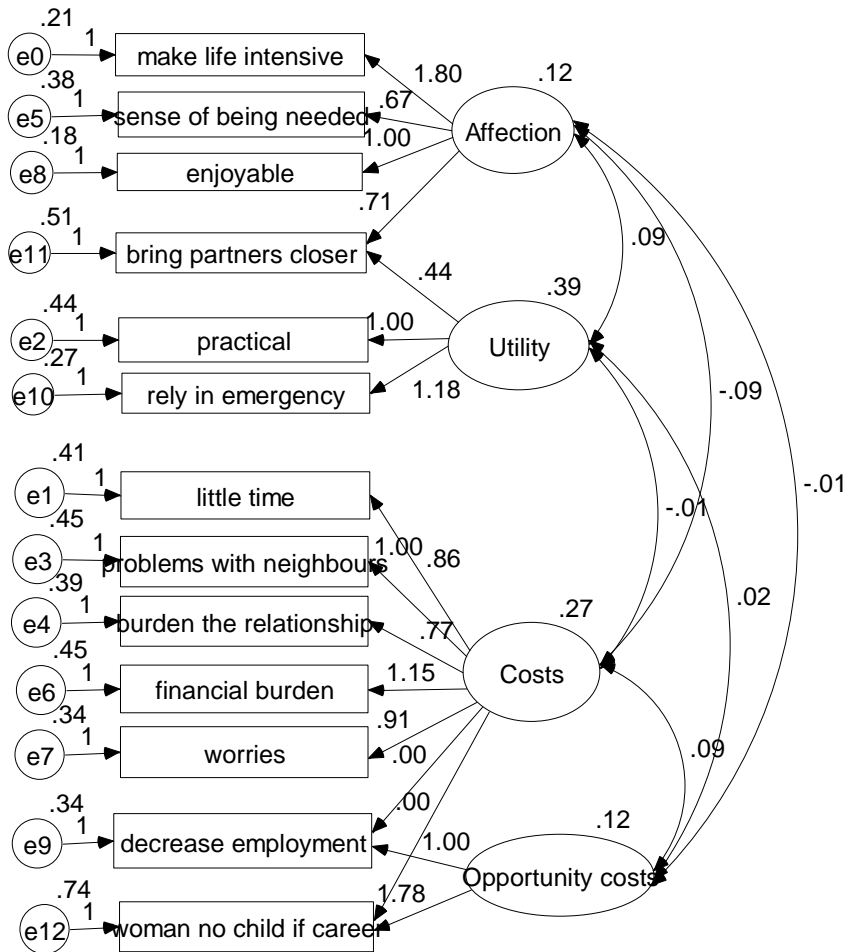 .21
e0 1 make life intensive 1.80 .12
.38
e5 1 sense of being needed .67 Affection
.18
e8 1 enjoyable 1.00
.71
.51
e11 1 bring partners closer .44 .09
.39
.44
e2 1 practical 1.00 Utility
.27
e10 1 rely in emergency 1.18
-.09
.41
e1 1 little time -.01 -.01
.45
e3 1 problems with neighbours 1.00 .86
.39
e4 1 burden the relationship .77 .27 .02
.45
e6 1 financial burden 1.15 Costs
.34
e7 1 worries .91
.00 .09
.34
e9 1 decrease employment .00 1.00 .12
Opportunity costs
.74
e12 1 woman no child if career 1.78